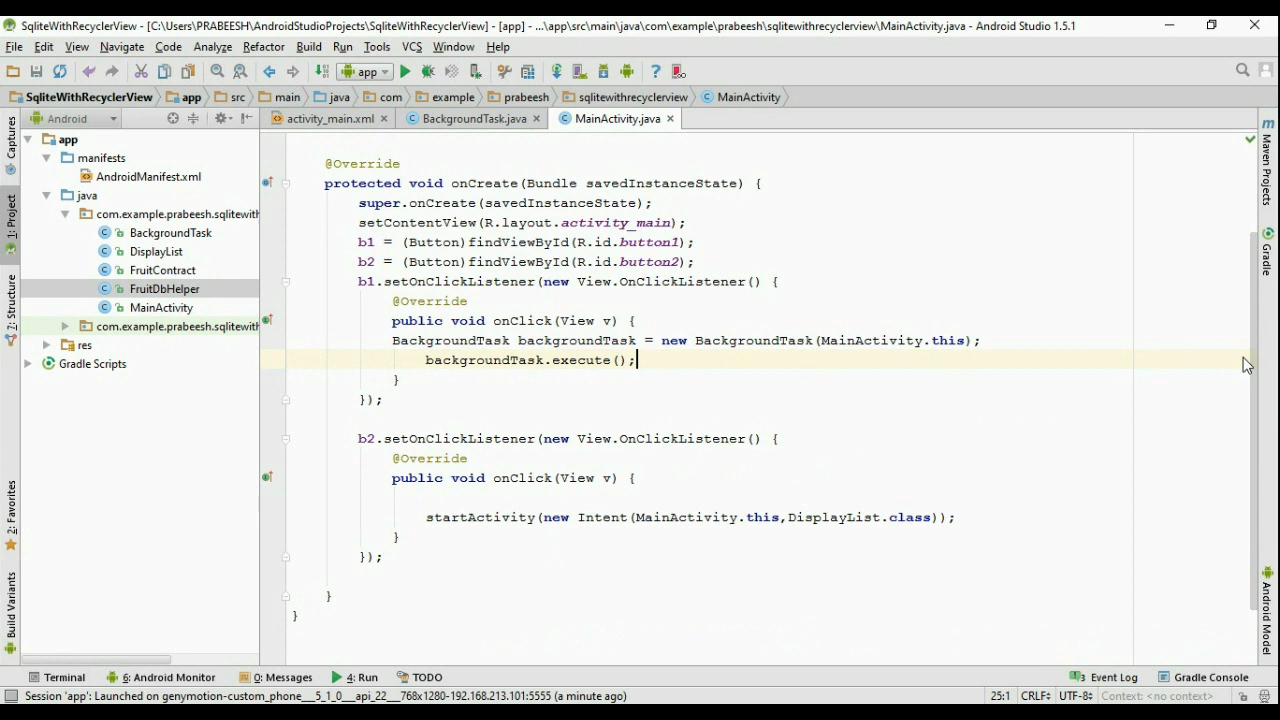 SqliteWithRecyclerView - [C:\Users\PRABEESH\AndroidStudioProjects\SqliteWithRecyclerView] - [app] - ...\app\src\main\java\com\example\prabeesh\sqlitewithrecyclerview\MainActivity.java - Android Studio 1.5.1
File Edit View Navigate Code Analyze Refactor Build Run Tools VCS Window Help
app
SqliteWithRecyclerView app src main java com example prabeesh sqlitewithrecyclerview MainActivity
Android
activity_main.xml BackgroundTask.java MainActivity.java
app
manifests
AndroidManifest.xml
java
com.example.prabeesh.sqlitewith
BackgroundTask
DisplayList
FruitContract
FruitDbHelper
MainActivity
com.example.prabeesh.sqlitewith
res
Gradle Scripts
Captures
1: Project
7: Structure
2: Favorites
Build Variants
@Override
protected void onCreate(Bundle savedInstanceState) {
super.onCreate(savedInstanceState);
setContentView(R.layout.activity_main);
b1 = (Button)findViewById(R.id.button1);
b2 = (Button)findViewById(R.id.button2);
b1.setOnClickListener(new View.OnClickListener() {
@Override
public void onClick(View v) {
BackgroundTask backgroundTask = new BackgroundTask(MainActivity.this);
backgroundTask.execute();
}
});
b2.setOnClickListener(new View.OnClickListener() {
@Override
public void onClick(View v) {
startActivity(new Intent(MainActivity.this,DisplayList.class));
}
});
}
}
Maven Projects
Gradle
Android Model
Terminal 6: Android Monitor 0: Messages 4: Run TODO 3 Event Log Gradle Console
Session 'app': Launched on genymotion-custom_phone__5_1_0__api_22__768x1280-192.168.213.101:5555 (a minute ago) 25:1 CRLF UTF-8 Context: <no context>